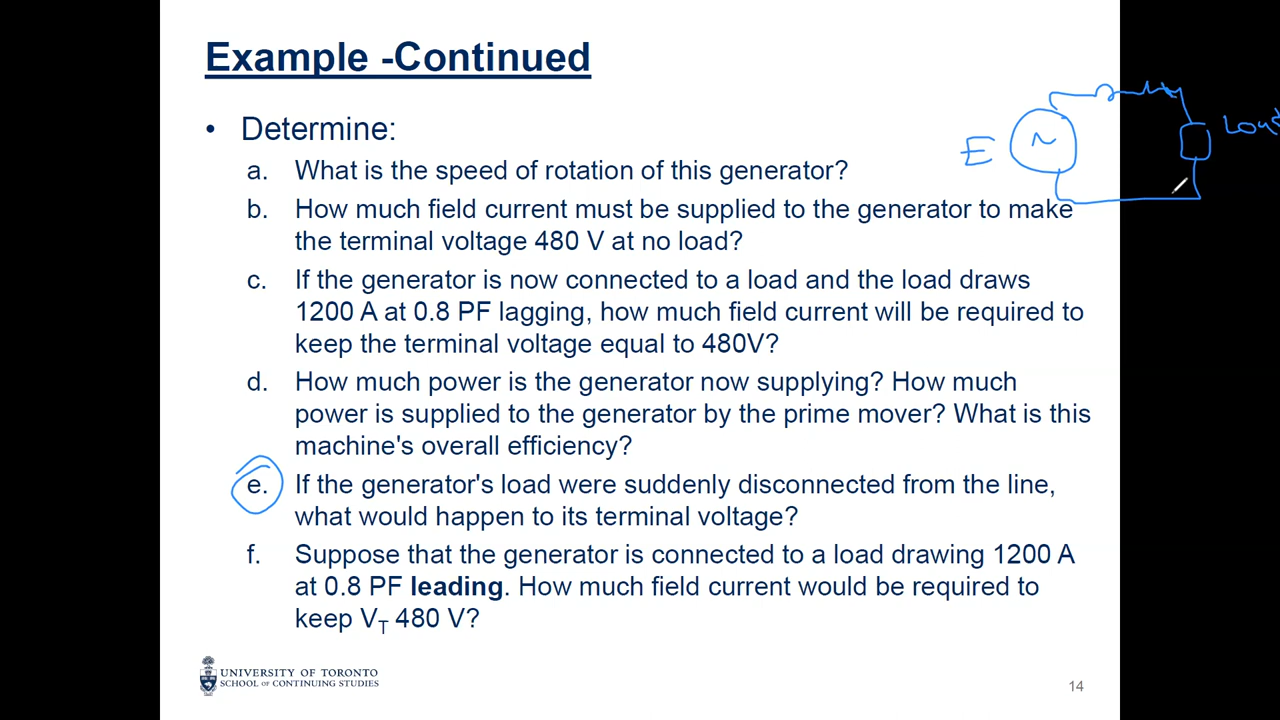 Example -Continued
• Determine:
a. What is the speed of rotation of this generator?
b. How much field current must be supplied to the generator to make
the terminal voltage 480 V at no load?
c. If the generator is now connected to a load and the load draws
1200 A at 0.8 PF lagging, how much field current will be required to
keep the terminal voltage equal to 480V?
d. How much power is the generator now supplying? How much
power is supplied to the generator by the prime mover? What is this
machine's overall efficiency?
e. If the generator's load were suddenly disconnected from the line,
what would happen to its terminal voltage?
f. Suppose that the generator is connected to a load drawing 1200 A
at 0.8 PF leading. How much field current would be required to
keep VT 480 V?
E
~
Load
UNIVERSITY OF TORONTO
SCHOOL OF CONTINUING STUDIES
14